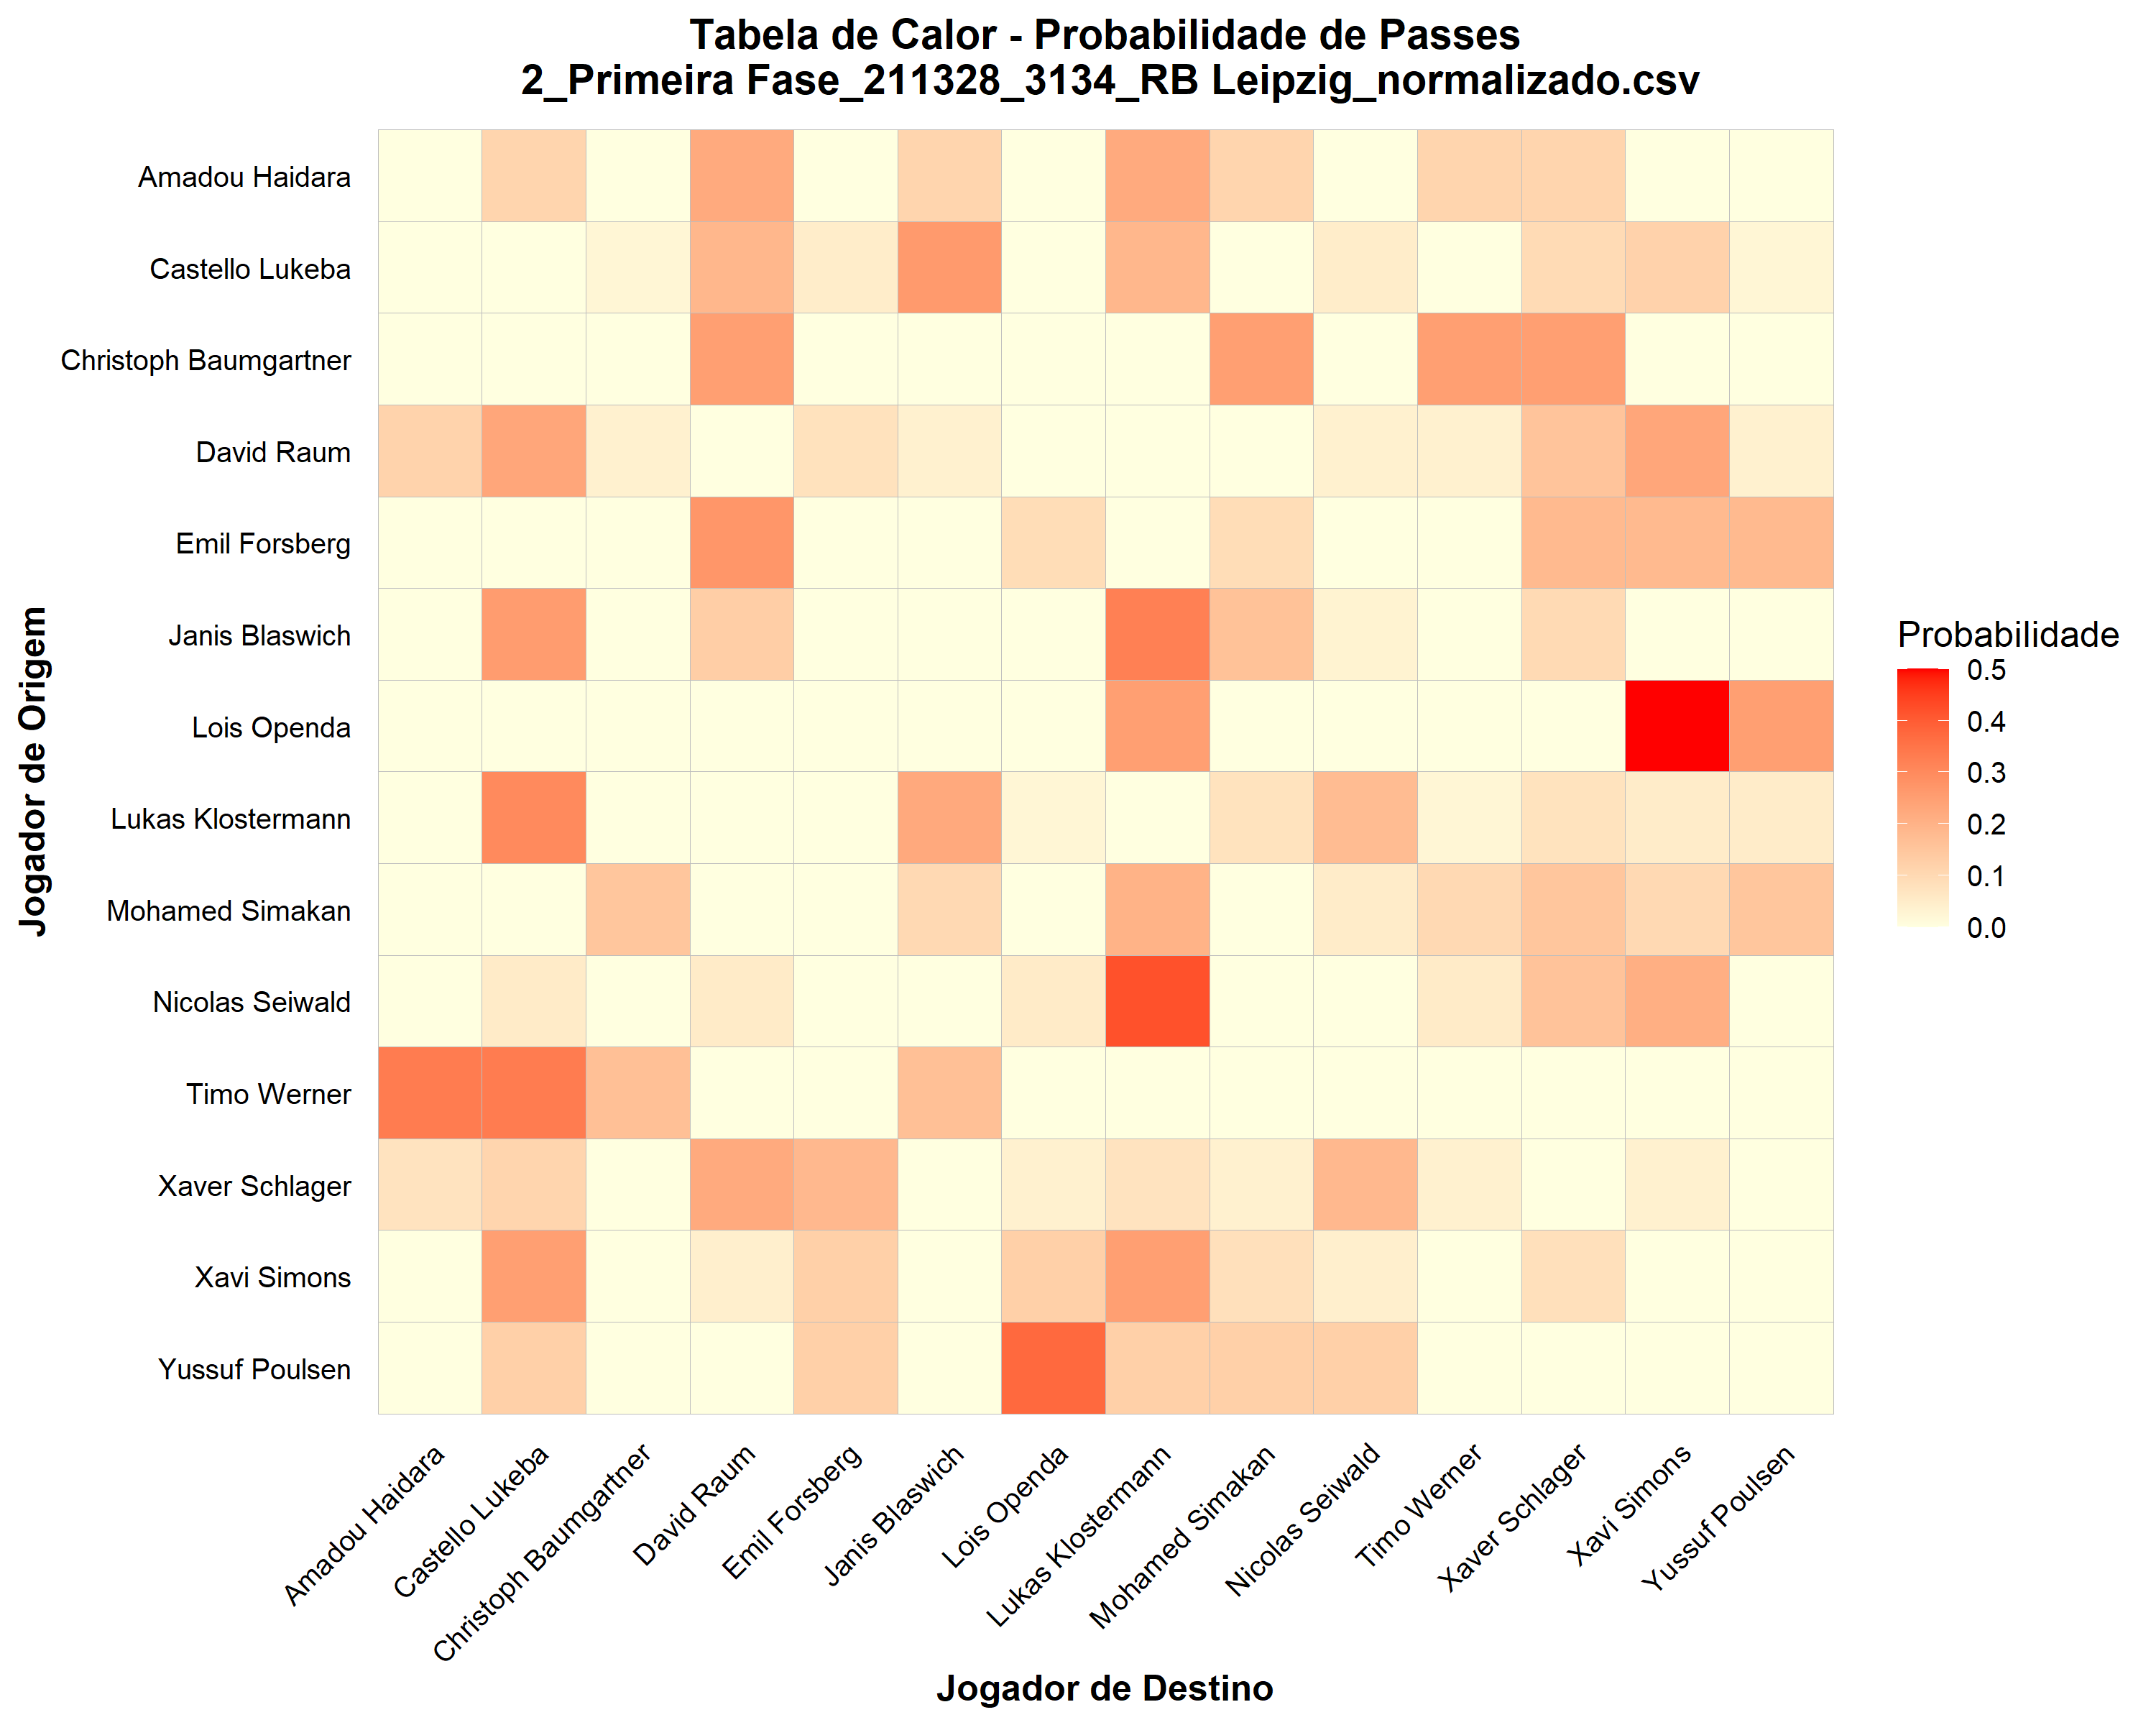 Tabela de Calor - Probabilidade de Passes
2_Primeira Fase_211328_3134_RB Leipzig_normalizado.csv
Jogador de Origem
Amadou Haidara
Castello Lukeba
Christoph Baumgartner
David Raum
Emil Forsberg
Janis Blaswich
Lois Openda
Lukas Klostermann
Mohamed Simakan
Nicolas Seiwald
Timo Werner
Xaver Schlager
Xavi Simons
Yussuf Poulsen
Probabilidade
0.5
0.4
0.3
0.2
0.1
0.0
Amadou Haidara
Castello Lukeba
Christoph Baumgartner
David Raum
Emil Forsberg
Janis Blaswich
Lois Openda
Lukas Klostermann
Mohamed Simakan
Nicolas Seiwald
Timo Werner
Xaver Schlager
Xavi Simons
Yussuf Poulsen
Jogador de Destino